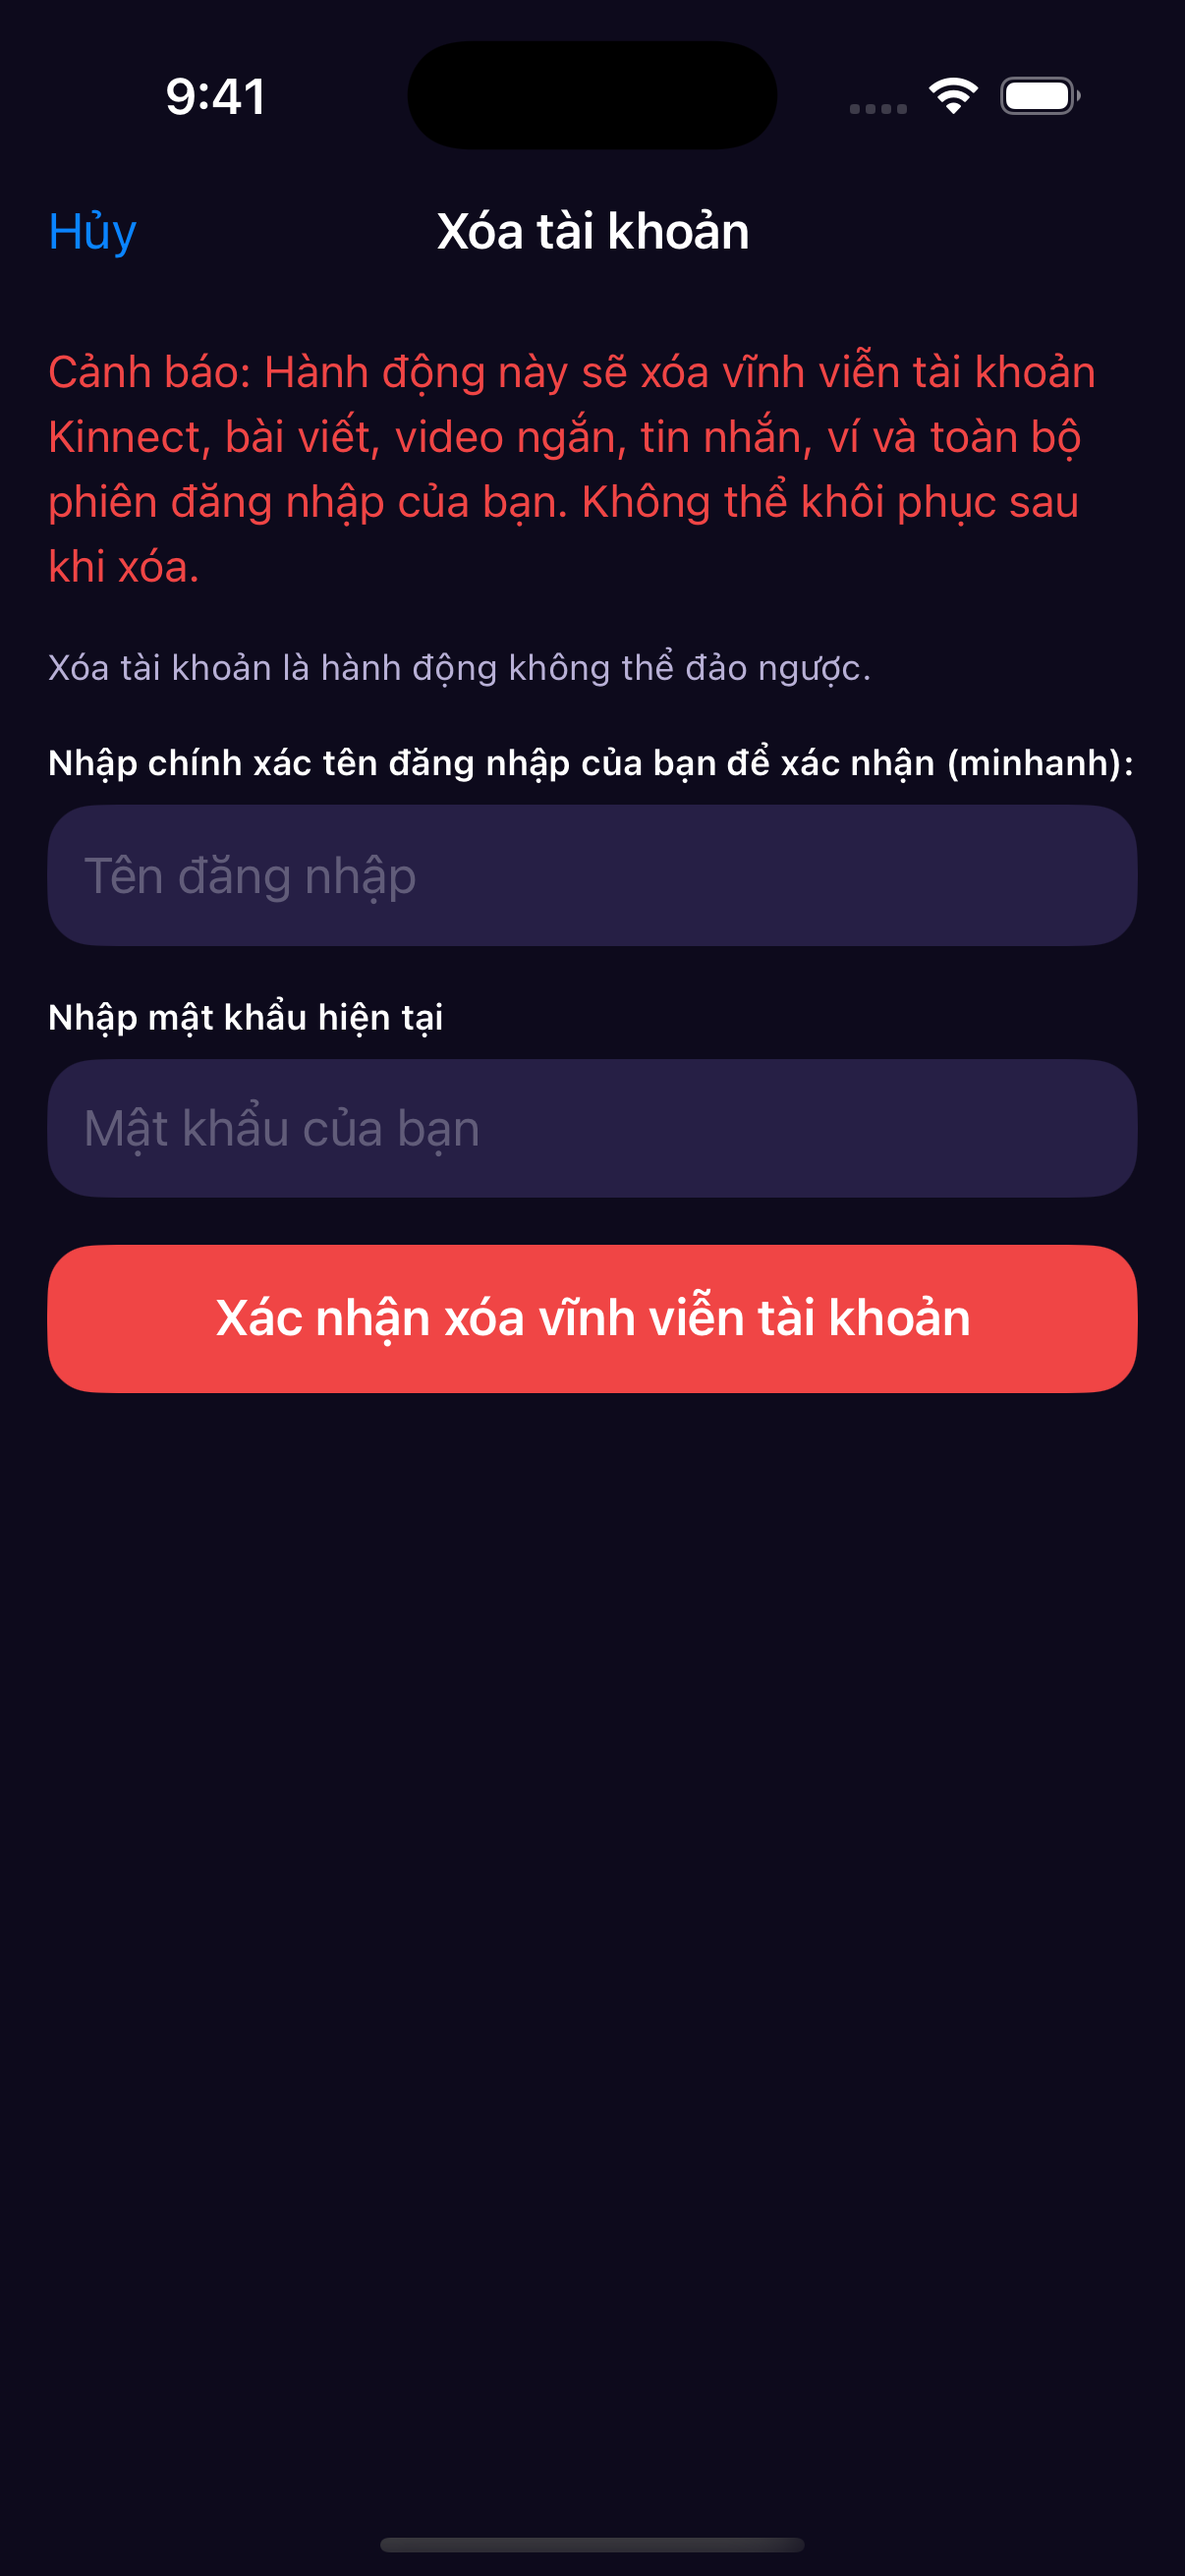 9:41
Hủy
Xóa tài khoản
Cảnh báo: Hành động này sẽ xóa vĩnh viễn tài khoản
Kinnect, bài viết, video ngắn, tin nhắn, ví và toàn bộ
phiên đăng nhập của bạn. Không thể khôi phục sau
khi xóa.
Xóa tài khoản là hành động không thể đảo ngược.
Nhập chính xác tên đăng nhập của bạn để xác nhận (minhanh):
Tên đăng nhập
Nhập mật khẩu hiện tại
Mật khẩu của bạn
Xác nhận xóa vĩnh viễn tài khoản